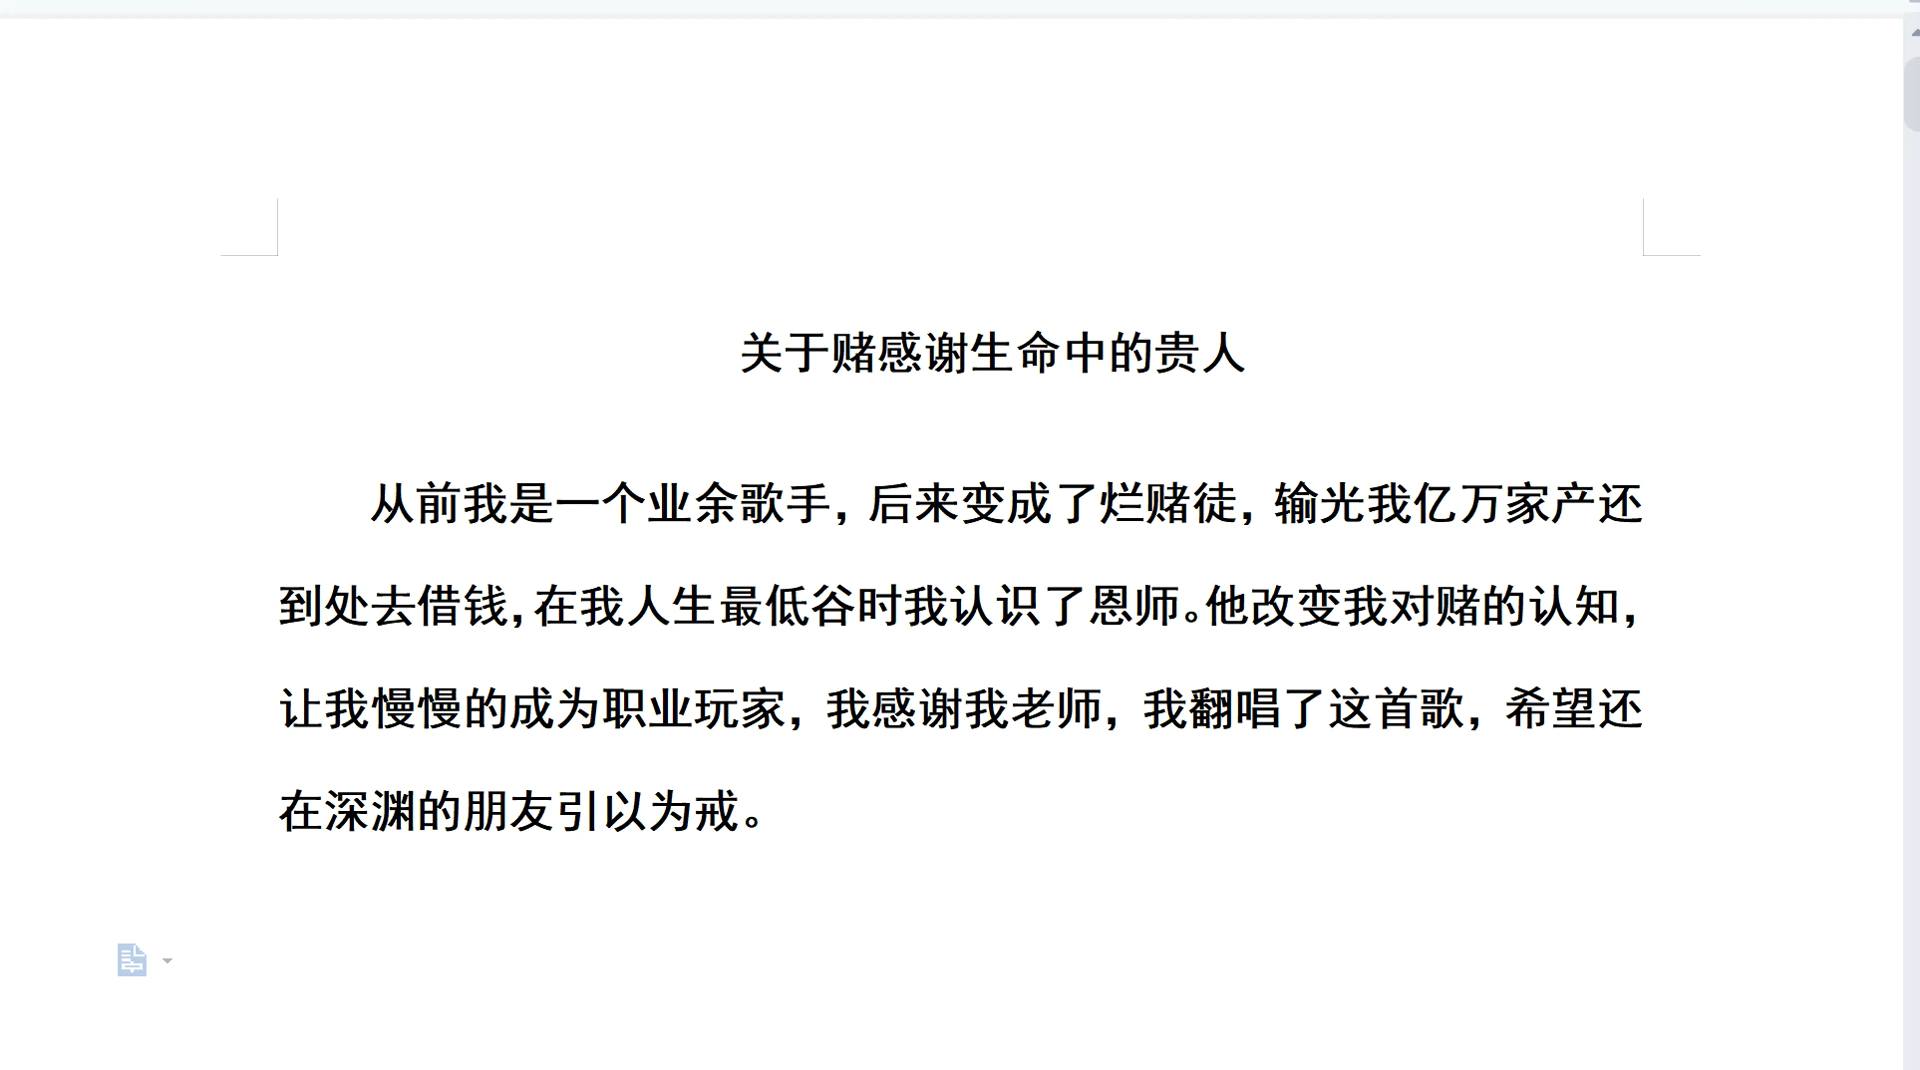 关于赌感谢生命中的贵人
从前我是一个业余歌手，后来变成了烂赌徒，输光我亿万家产还
到处去借钱，在我人生最低谷时我认识了恩师。他改变我对赌的认知，
让我慢慢的成为职业玩家，我感谢我老师，我翻唱了这首歌，希望还
在深渊的朋友引以为戒。